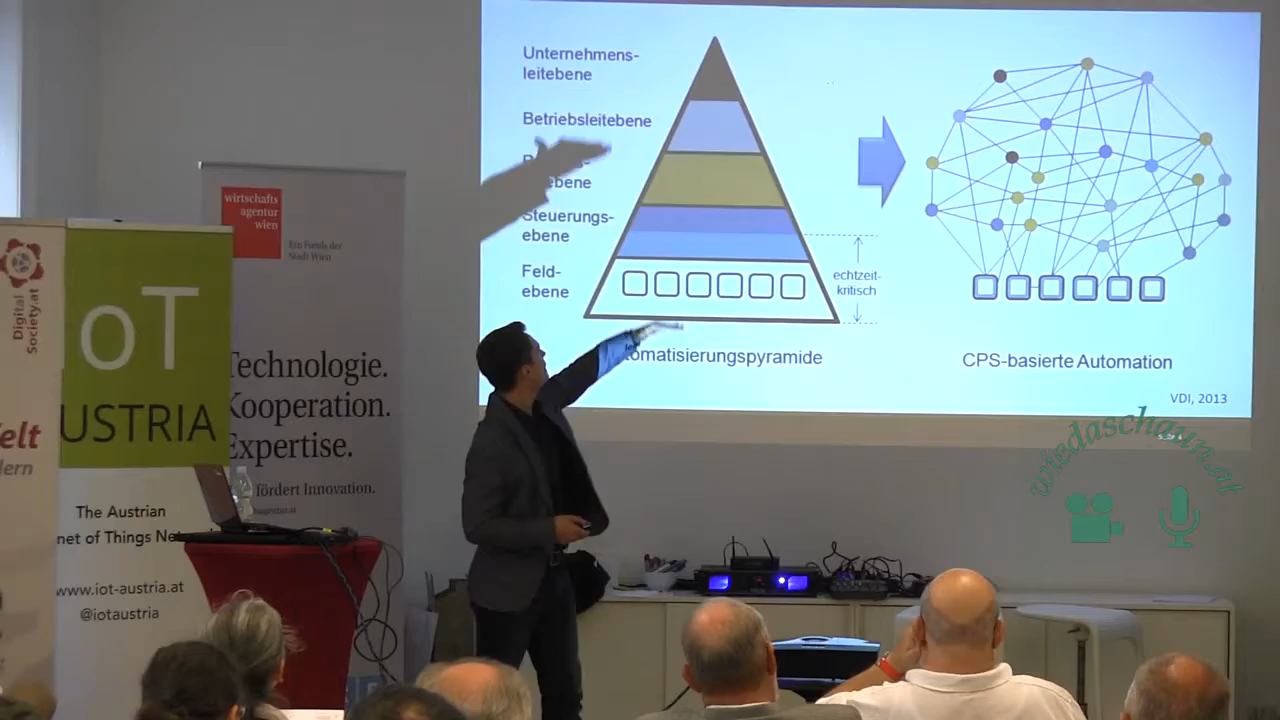 Unternehmens-
leitebene
Betriebsleitebene
ebene
Steuerungs-
ebene
Feld-
ebene
echtzeit-
kritisch
tomatisierungspyramide
CPS-basierte Automation
VDI, 2013
wiedaschaun.at
wirtschafts
agentur
wien
Ein Fonds der
Stadt Wien
Technologie.
Kooperation.
Expertise.
fördert Innovation.
Digital
Society.at
oT
USTRIA
elt
dern
The Austrian
net of Things Ne
www.iot-austria.at
@iotaustria